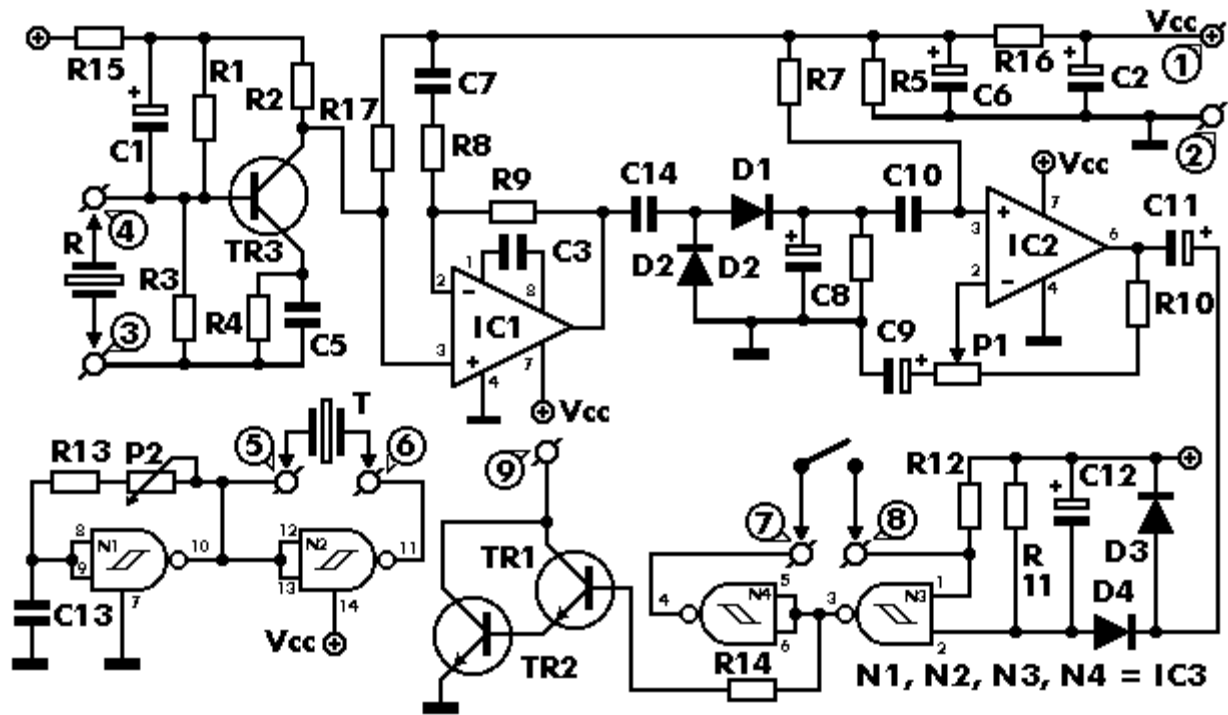 Vcc
1
R15
R1
R2
R17
C7
R7
R5
C6
R16
C2
2
+
C1
R8
R9
C14
D1
C10
Vcc
C11
4
R
TR3
R3
R4
C5
3
C3
1
8
2
-
IC1
3
+
7
4
Vcc
D2
D2
+
C8
+
3
IC2
7
6
2
-
4
C9
+
P1
R10
+
R13
P2
5
T
6
9
R12
C12
+
7
8
D3
8
9
N1
10
7
C13
12
13
N2
11
14
Vcc
TR1
TR2
4
N4
5
6
3
N3
1
2
R
11
D4
R14
N1, N2, N3, N4 = IC3